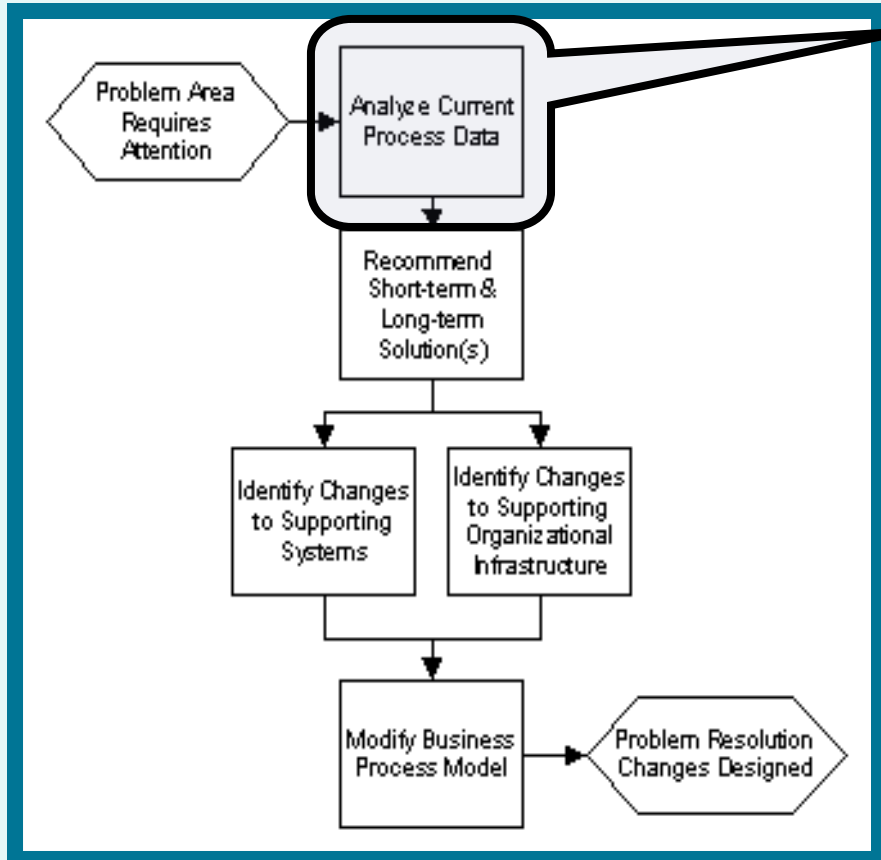 Problem Area
Requires
Attention
Analyze Current
Process Data
Recommend
Short-term &
Long-term
Solution(s)
Identify Changes
to Supporting
Systems
Identify Changes
to Supporting
Organizational
Infrastructure
Modify Business
Process Model
Problem Resolution
Changes Designed